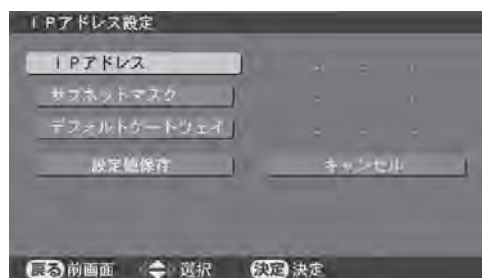 IPアドレス設定
IPアドレス
サブネットマスク
デフォルトゲートウェイ
設定値保存 キャンセル
戻る 前画面 選択 決定 決定